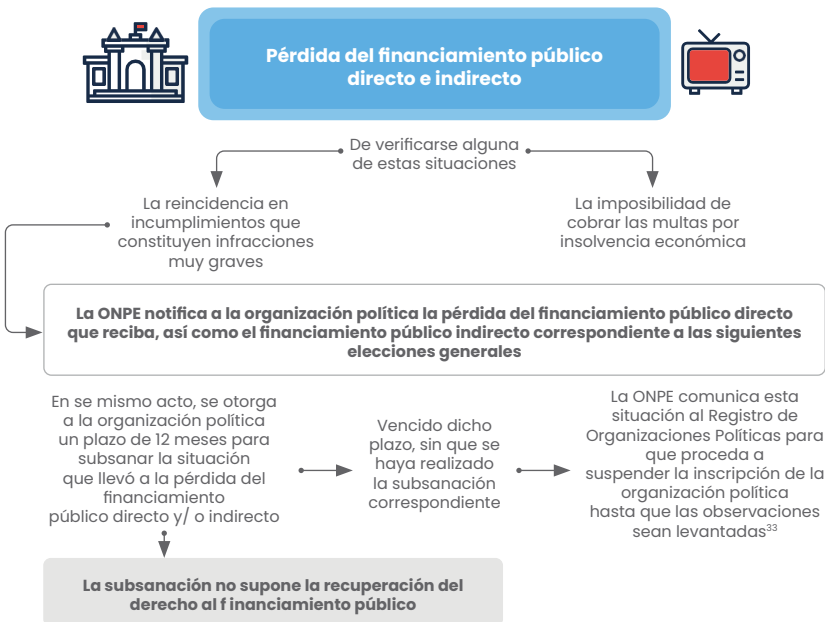 Pérdida del financiamiento público
directo e indirecto
De verificarse alguna
de estas situaciones
La reincidencia en
incumplimientos que
constituyen infracciones
muy graves
La imposibilidad de
cobrar las multas por
insolvencia económica
La ONPE notifica a la organización política la pérdida del financiamiento público directo
que reciba, así como el financiamiento público indirecto correspondiente a las siguientes
elecciones generales
En se mismo acto, se otorga
a la organización política
un plazo de 12 meses para
subsanar la situación
que llevó a la pérdida del
financiamiento
público directo y/ o indirecto
Vencido dicho
plazo, sin que se
haya realizado
la subsanación
correspondiente
La ONPE comunica esta
situación al Registro de
Organizaciones Políticas para
que proceda a
suspender la inscripción de la
organización política
hasta que las observaciones
sean levantadas³³
La subsanación no supone la recuperación del
derecho al f inanciamiento público